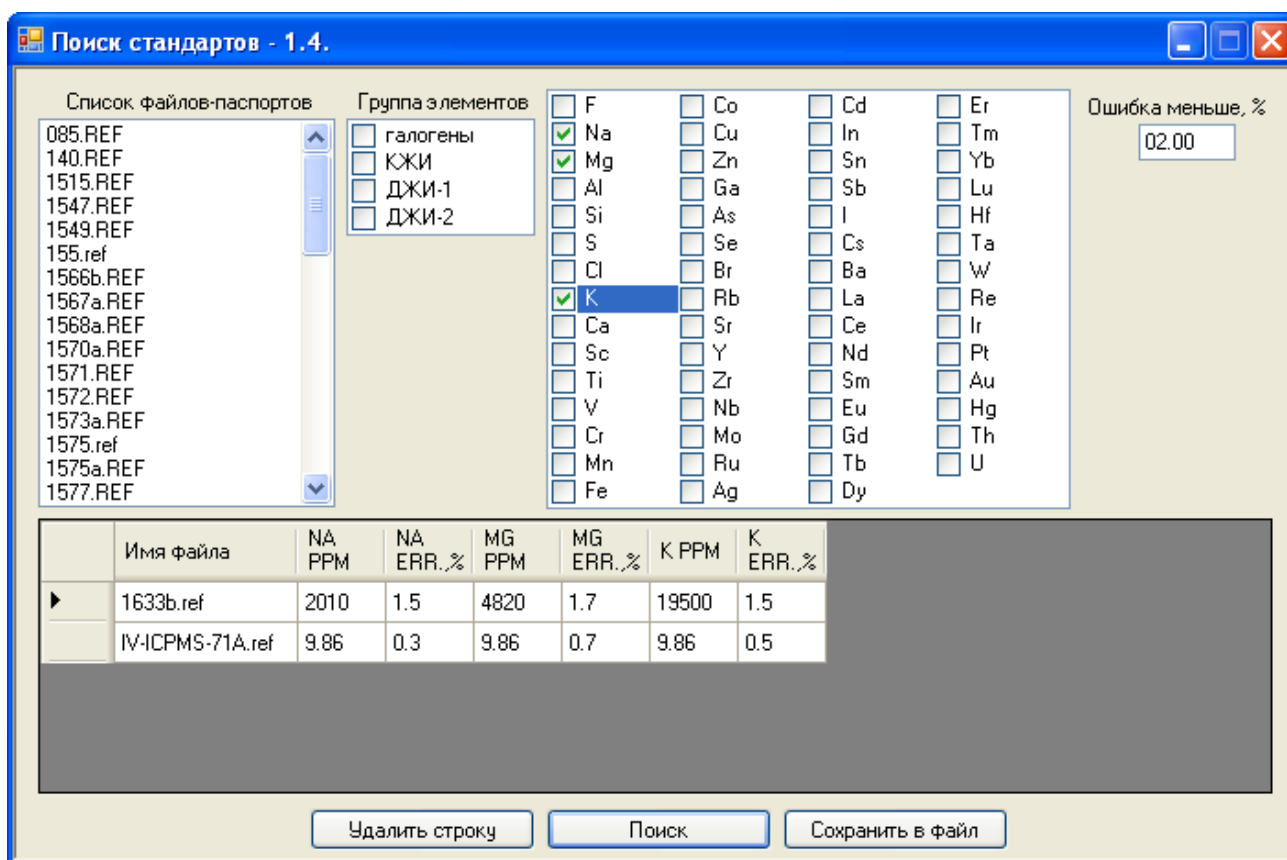 Поиск стандартов - 1.4.
Список файлов-паспортов
085.REF
140.REF
1515.REF
1547.REF
1549.REF
155.ref
1566b.REF
1567a.REF
1568a.REF
1570a.REF
1571.REF
1572.REF
1573a.REF
1575.ref
1575a.REF
1577.REF
Группа элементов
галогены
КЖИ
ДЖИ-1
ДЖИ-2
F
Na
Mg
Al
Si
S
Cl
K
Ca
Sc
Ti
V
Cr
Mn
Fe
Co
Cu
Zn
Ga
As
Se
Br
Rb
Sr
Y
Zr
Nb
Mo
Ru
Ag
Cd
In
Sn
Sb
I
Cs
Ba
La
Ce
Nd
Sm
Eu
Gd
Tb
Dy
Er
Tm
Yb
Lu
Hf
Ta
W
Re
Ir
Pt
Au
Hg
Th
U
Ошибка меньше, %
02.00
Имя файла NA PPM NA ERR.,% MG PPM MG ERR.,% K PPM K ERR.,%
1633b.ref 2010 1.5 4820 1.7 19500 1.5
IV-ICPMS-71A.ref 9.86 0.3 9.86 0.7 9.86 0.5
Удалить строку Поиск Сохранить в файл